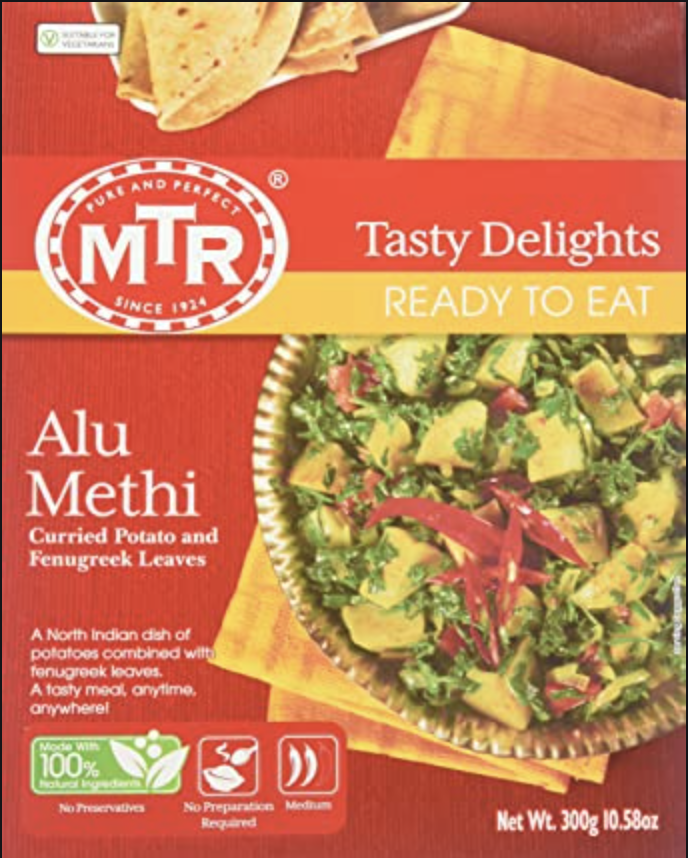 SUITABLE FOR
VEGETARIANS
PURE AND PERFECT
MTR
®
SINCE 1924
Tasty Delights
READY TO EAT
Alu
Methi
Curried Potato and
Fenugreek Leaves
A North Indian dish of
potatoes combined with
fenugreek leaves.
A tasty meal, anytime,
anywhere!
Made With
100%
Natural Ingredients
No Preservatives
No Preparation
Required
Medium
Net Wt. 300g 10.58oz